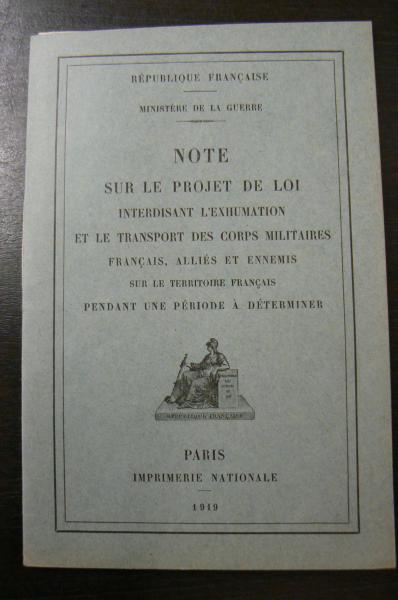 RÉPUBLIQUE FRANÇAISE
MINISTÈRE DE LA GUERRE
NOTE
SUR LE PROJET DE LOI
INTERDISANT L'EXHUMATION
ET LE TRANSPORT DES CORPS MILITAIRES
FRANÇAIS, ALLIÉS ET ENNEMIS
SUR LE TERRITOIRE FRANÇAIS
PENDANT UNE PÉRIODE À DÉTERMINER
RÉPUBLIQUE FRANÇAISE
PARIS
IMPRIMERIE NATIONALE
1919